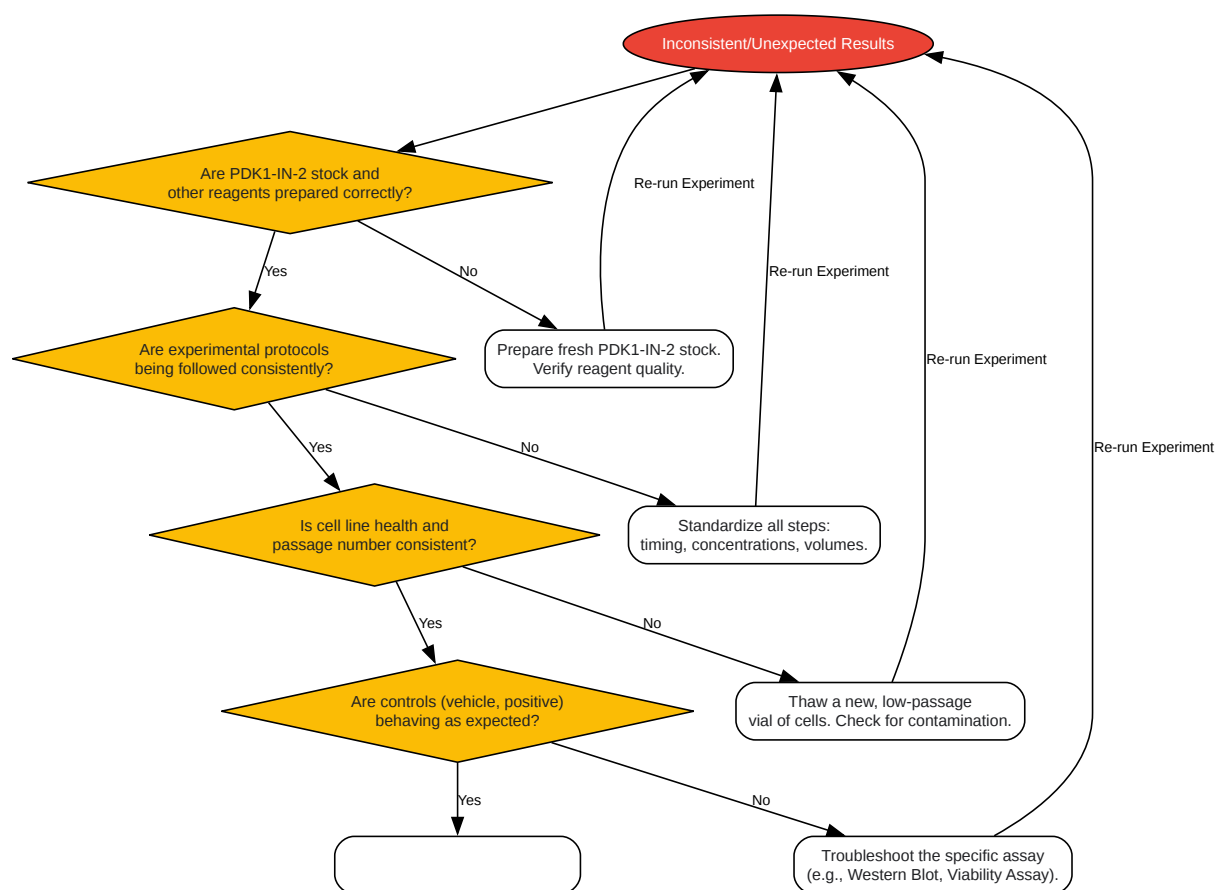 Inconsistent/Unexpected Results
Are PDK1-IN-2 stock and
other reagents prepared correctly?
Re-run Experiment
Yes
No
Re-run Experiment
Are experimental protocols
being followed consistently?
Prepare fresh PDK1-IN-2 stock.
Verify reagent quality.
Re-run Experiment
Yes
No
Re-run Experiment
Is cell line health and
passage number consistent?
Standardize all steps:
timing, concentrations, volumes.
Yes
No
Are controls (vehicle, positive)
behaving as expected?
Thaw a new, low-passage
vial of cells. Check for contamination.
Yes
No
Troubleshoot the specific assay
(e.g., Western Blot, Viability Assay).